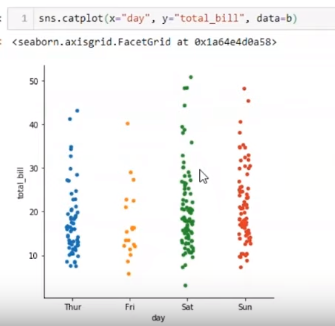 1 sns.catplot(x="day", y="total_bill", data=b)
: <seaborn.axisgrid.FacetGrid at 0x1a64e4d0a58>
50
40
30
20
10
total_bill
Thur Fri Sat Sun
day